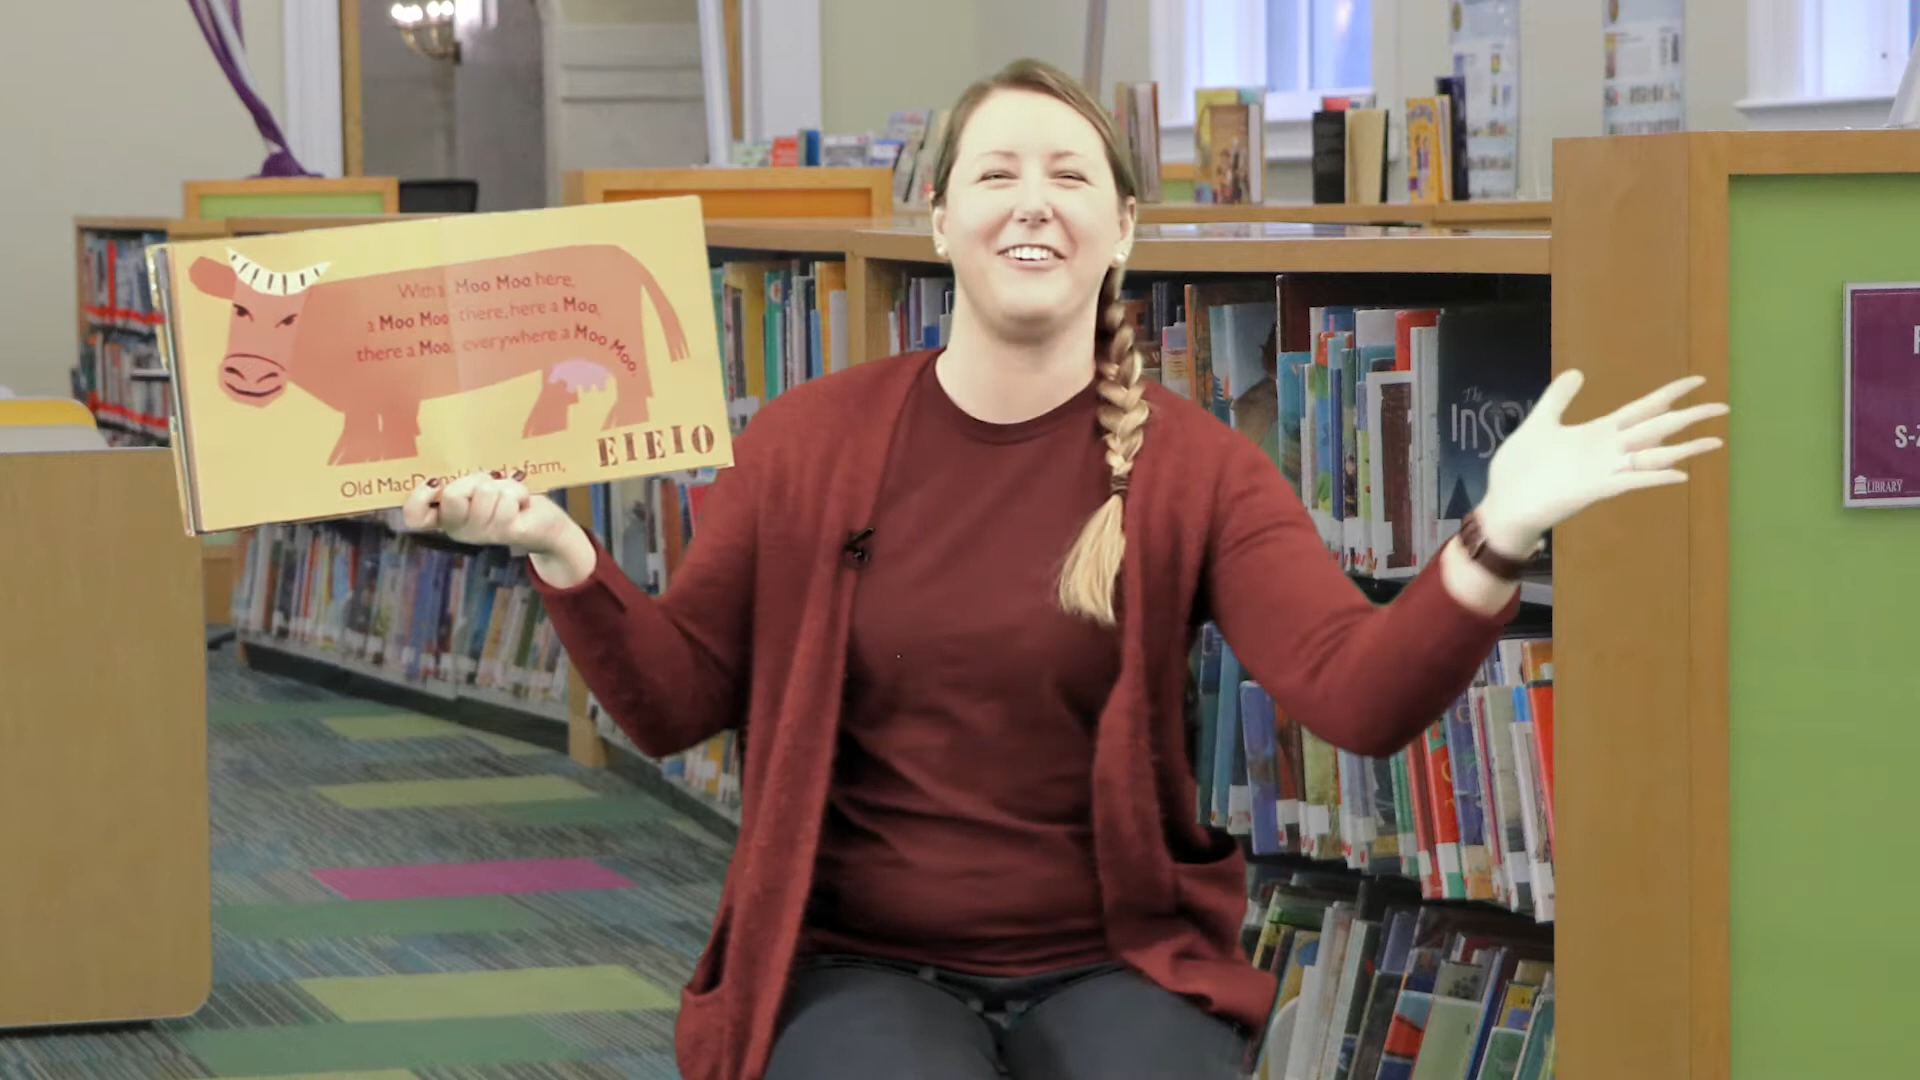 With a Moo Moo here,
a Moo Moo there, here a Moo,
there a Moo, everywhere a Moo Moo.
EIEIO
Old MacDonald had a farm,
The
S-
LIBRARY